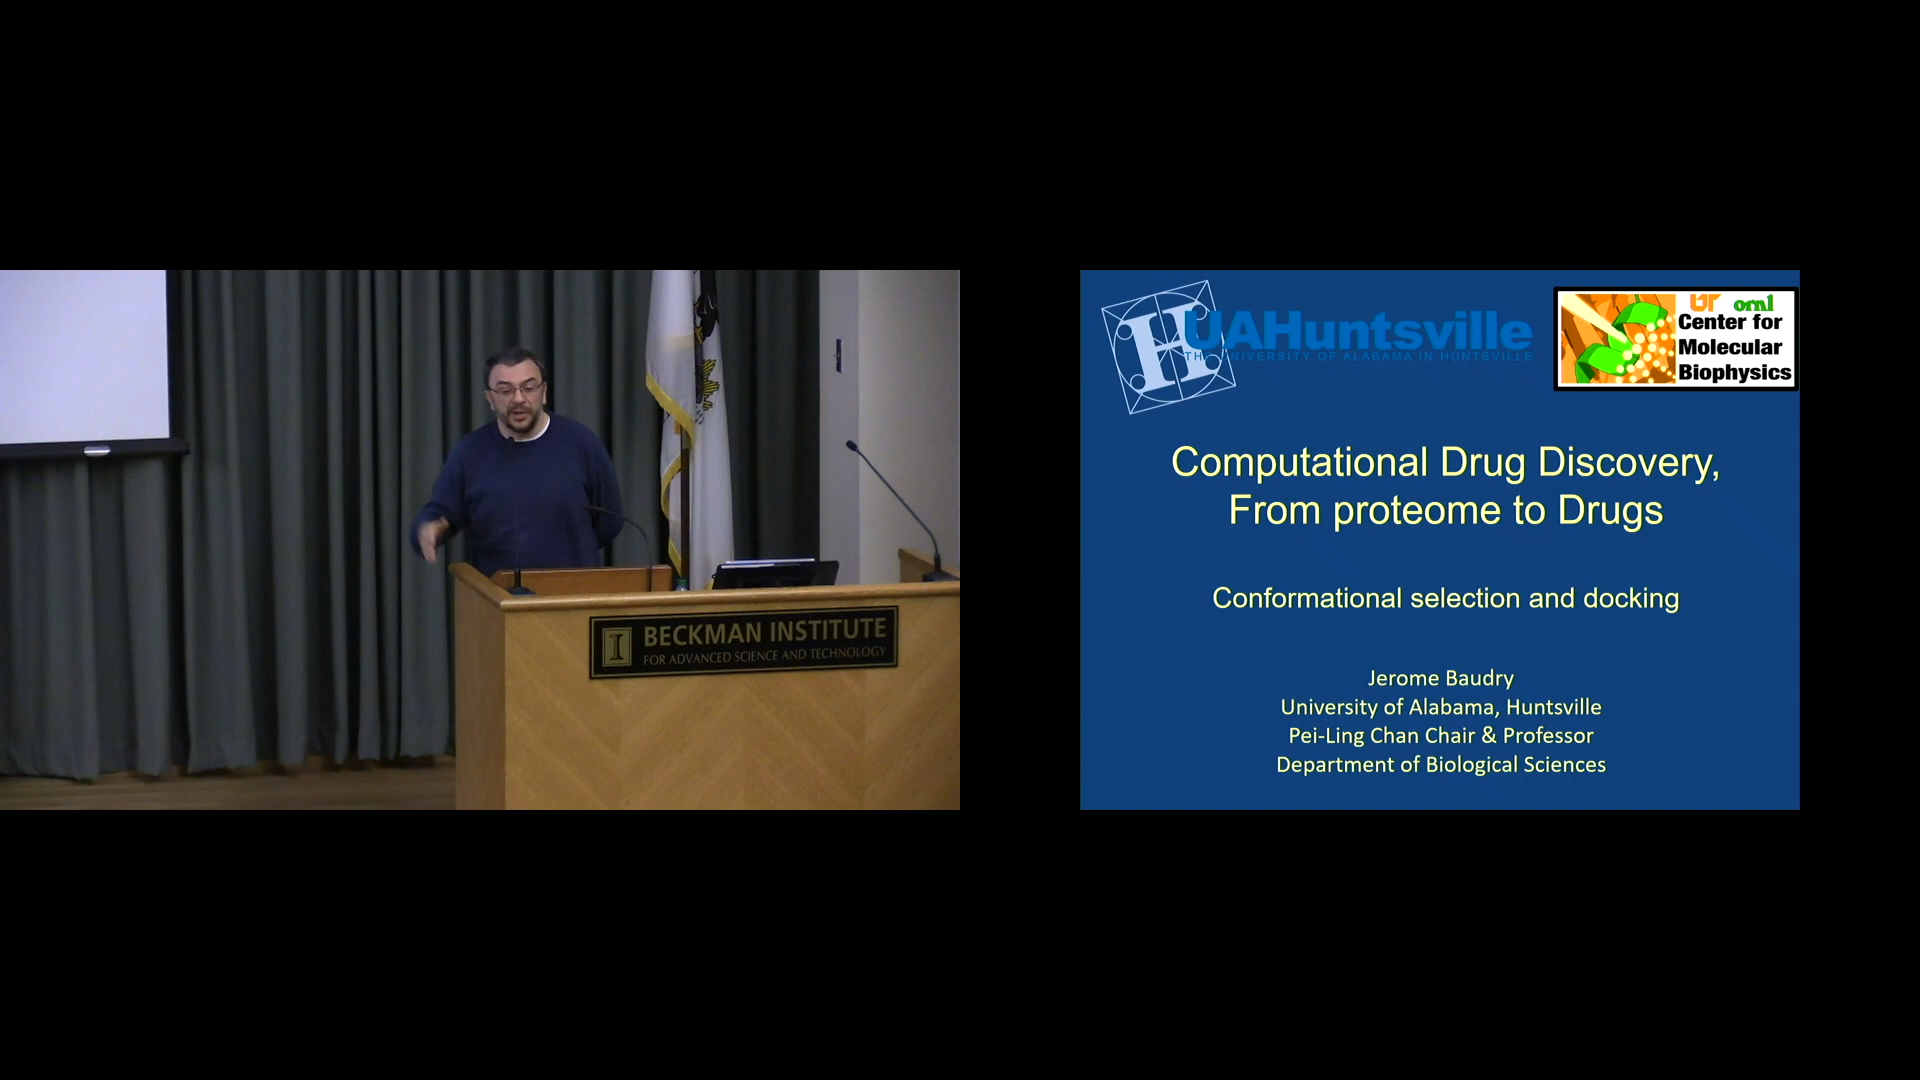 BECKMAN INSTITUTE
FOR ADVANCED SCIENCE AND TECHNOLOGY
UAHuntsville
THE UNIVERSITY OF ALABAMA IN HUNTSVILLE
UT ornl
Center for
Molecular
Biophysics
Computational Drug Discovery,
From proteome to Drugs
Conformational selection and docking
Jerome Baudry
University of Alabama, Huntsville
Pei-Ling Chan Chair & Professor
Department of Biological Sciences